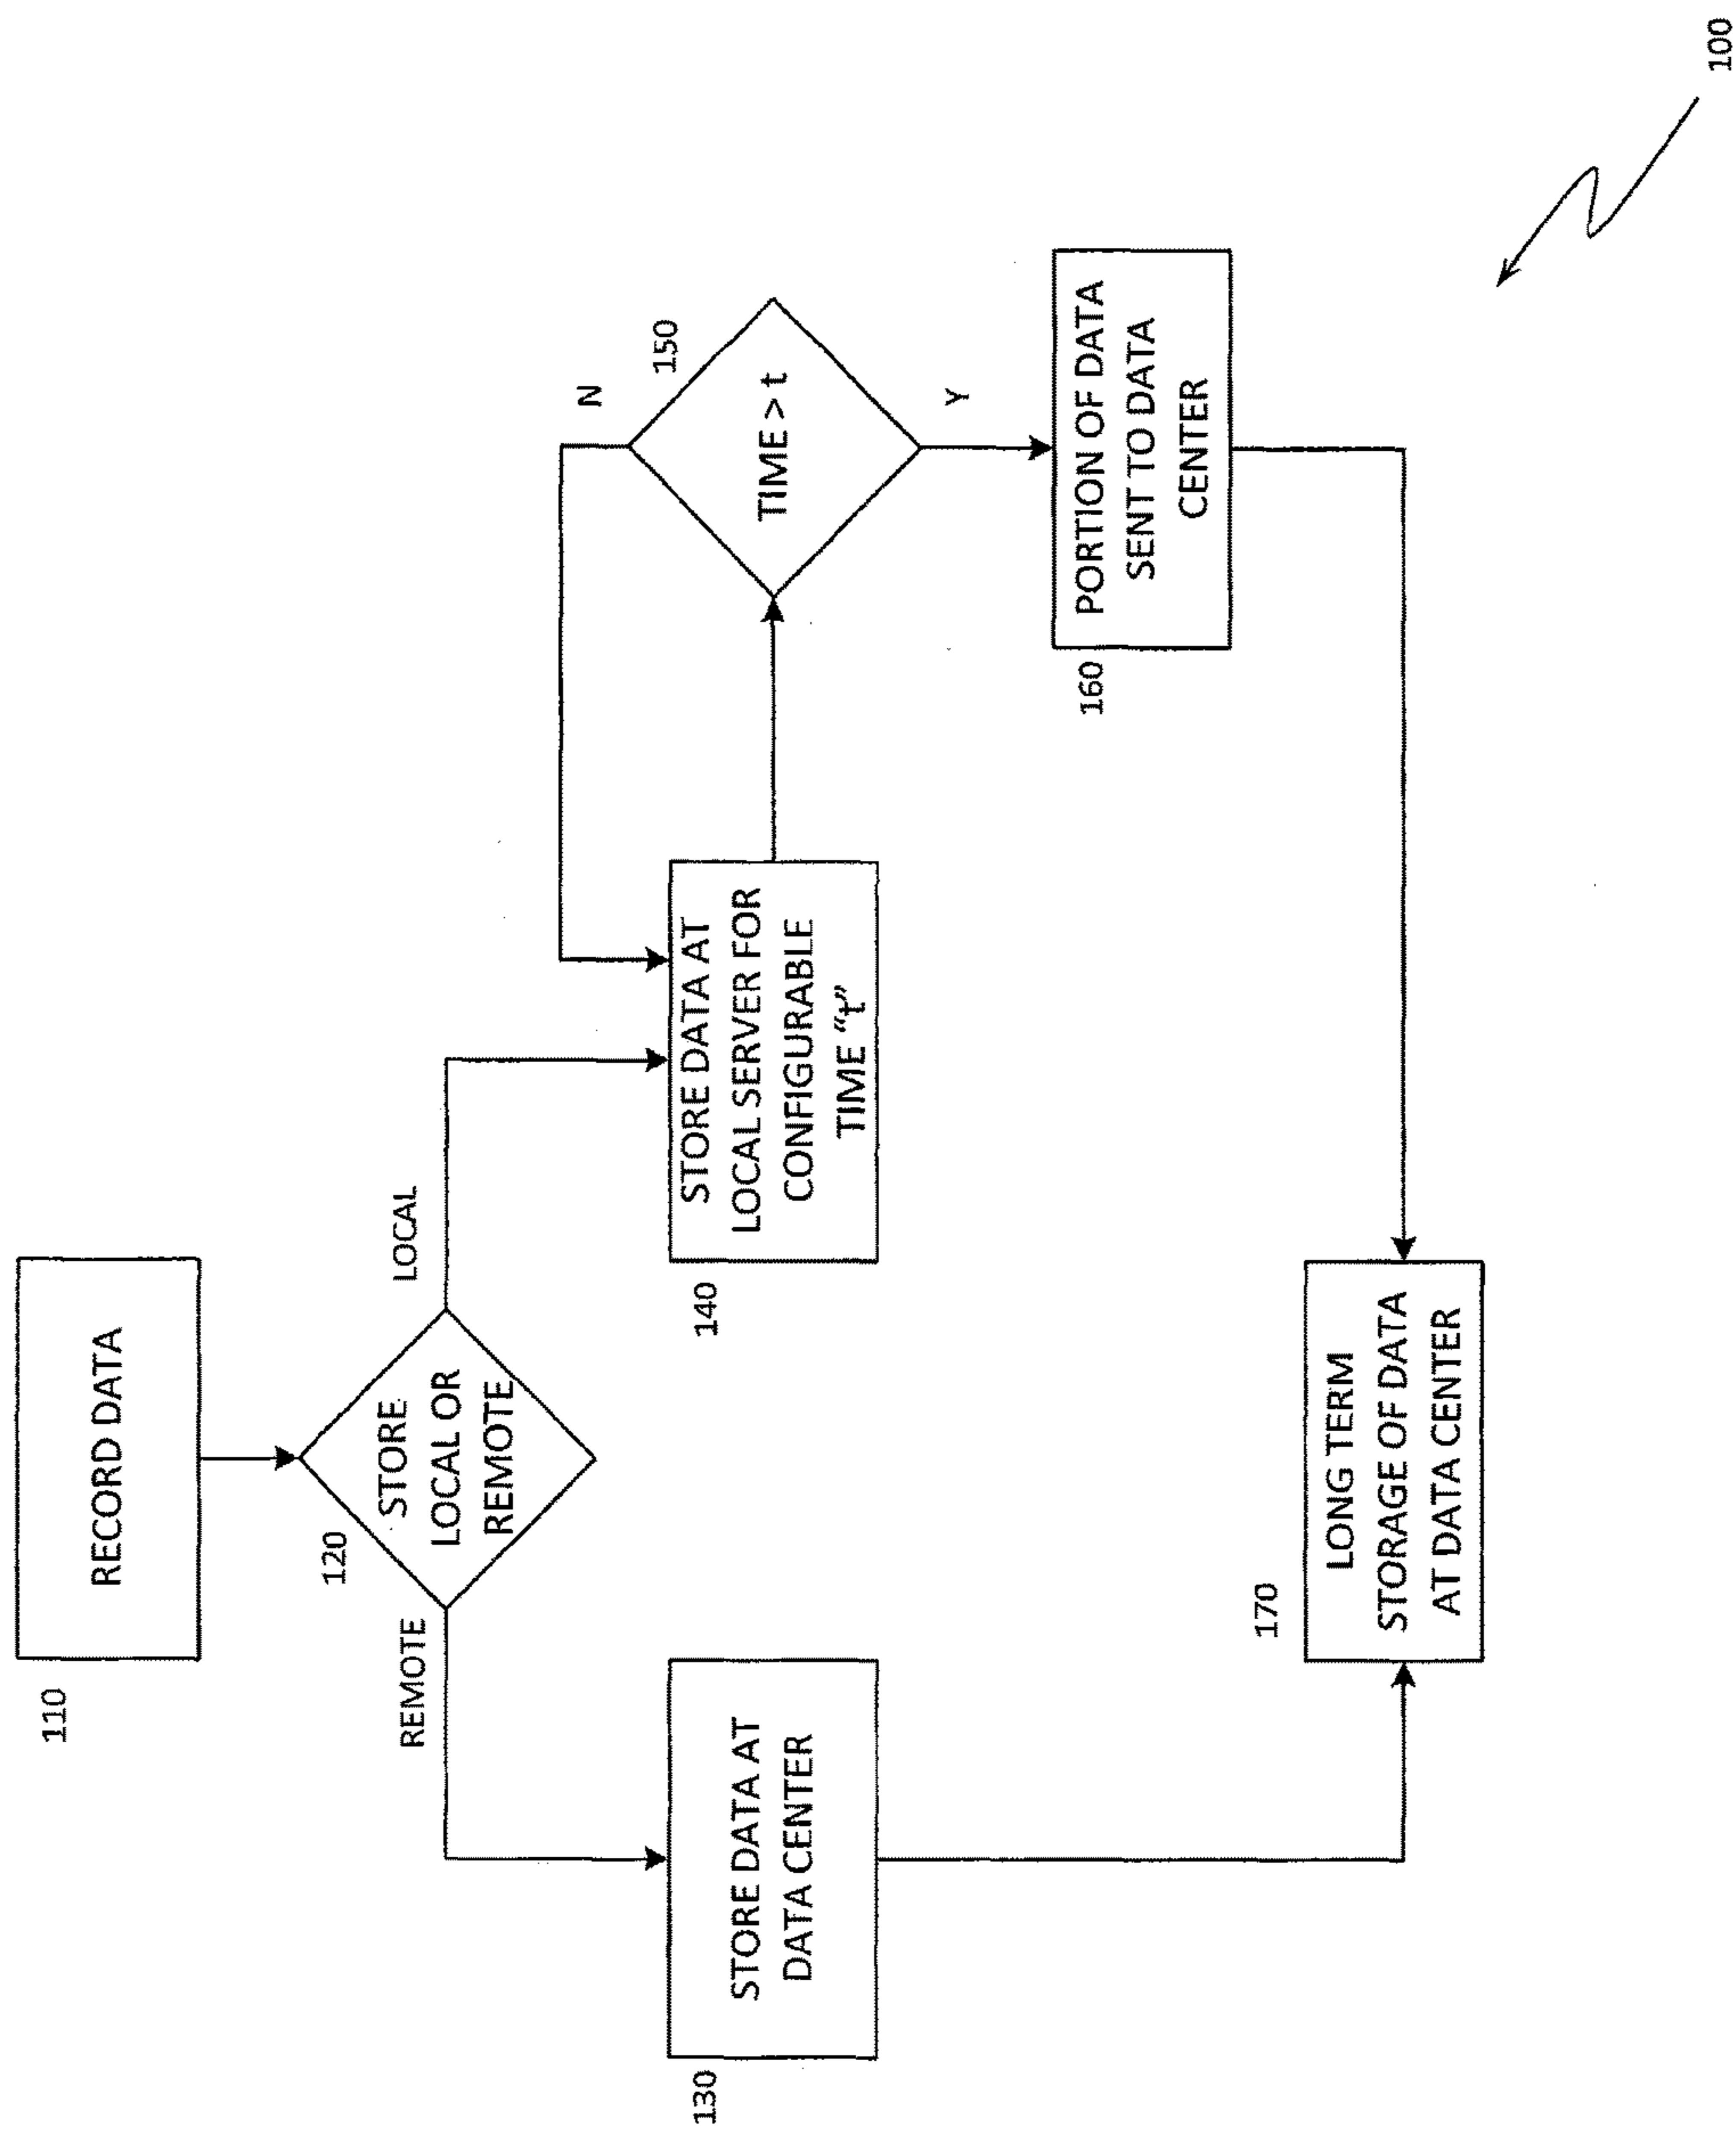 110
RECORD DATA
120
STORE
LOCAL OR
REMOTE
REMOTE
LOCAL
130
STORE DATA AT
DATA CENTER
140
STORE DATA AT
LOCAL SERVER FOR
CONFIGURABLE
TIME “t”
N
150
TIME > t
Y
160
PORTION OF DATA
SENT TO DATA
CENTER
170
LONG TERM
STORAGE OF DATA
AT DATA CENTER
100